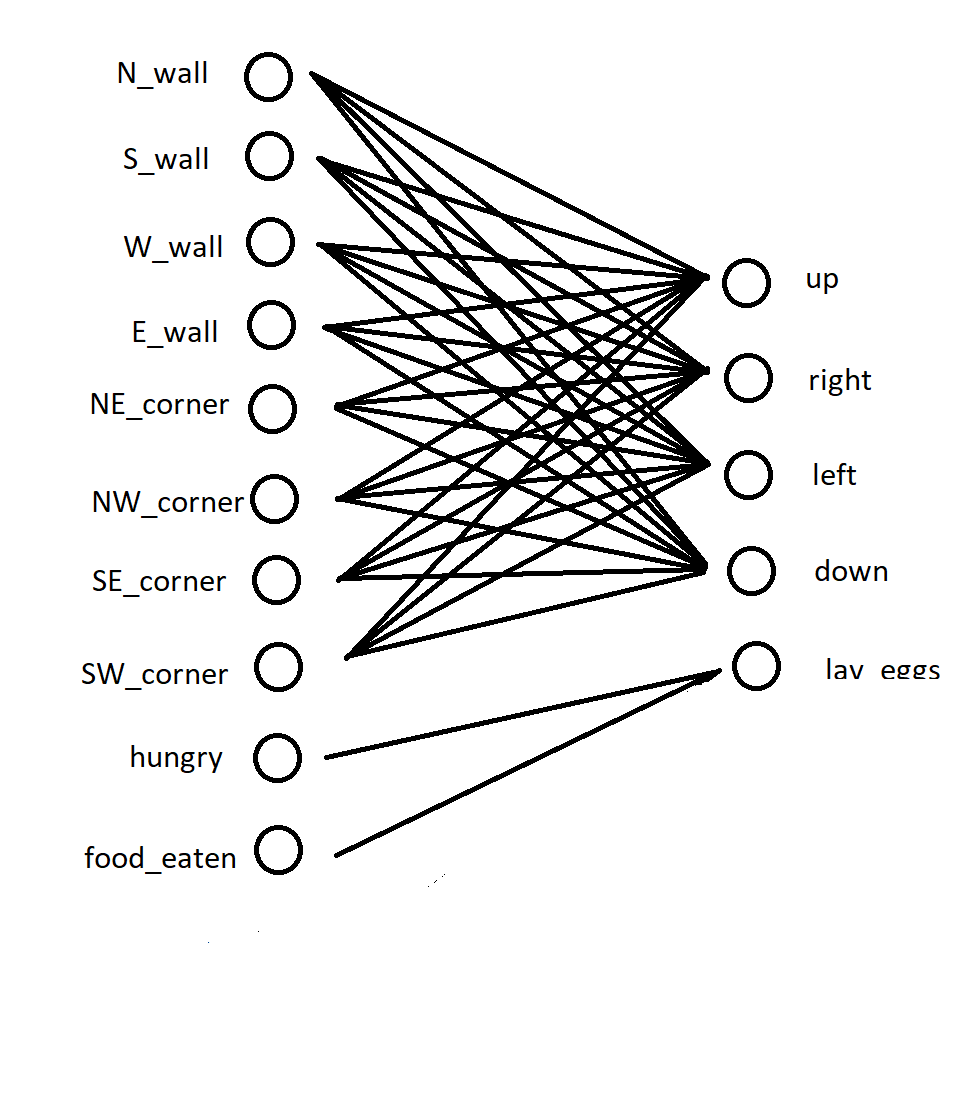 N_wall
S_wall
W_wall
E_wall
NE_corner
NW_corner
SE_corner
SW_corner
hungry
food_eaten
up
right
left
down
lay_eggs